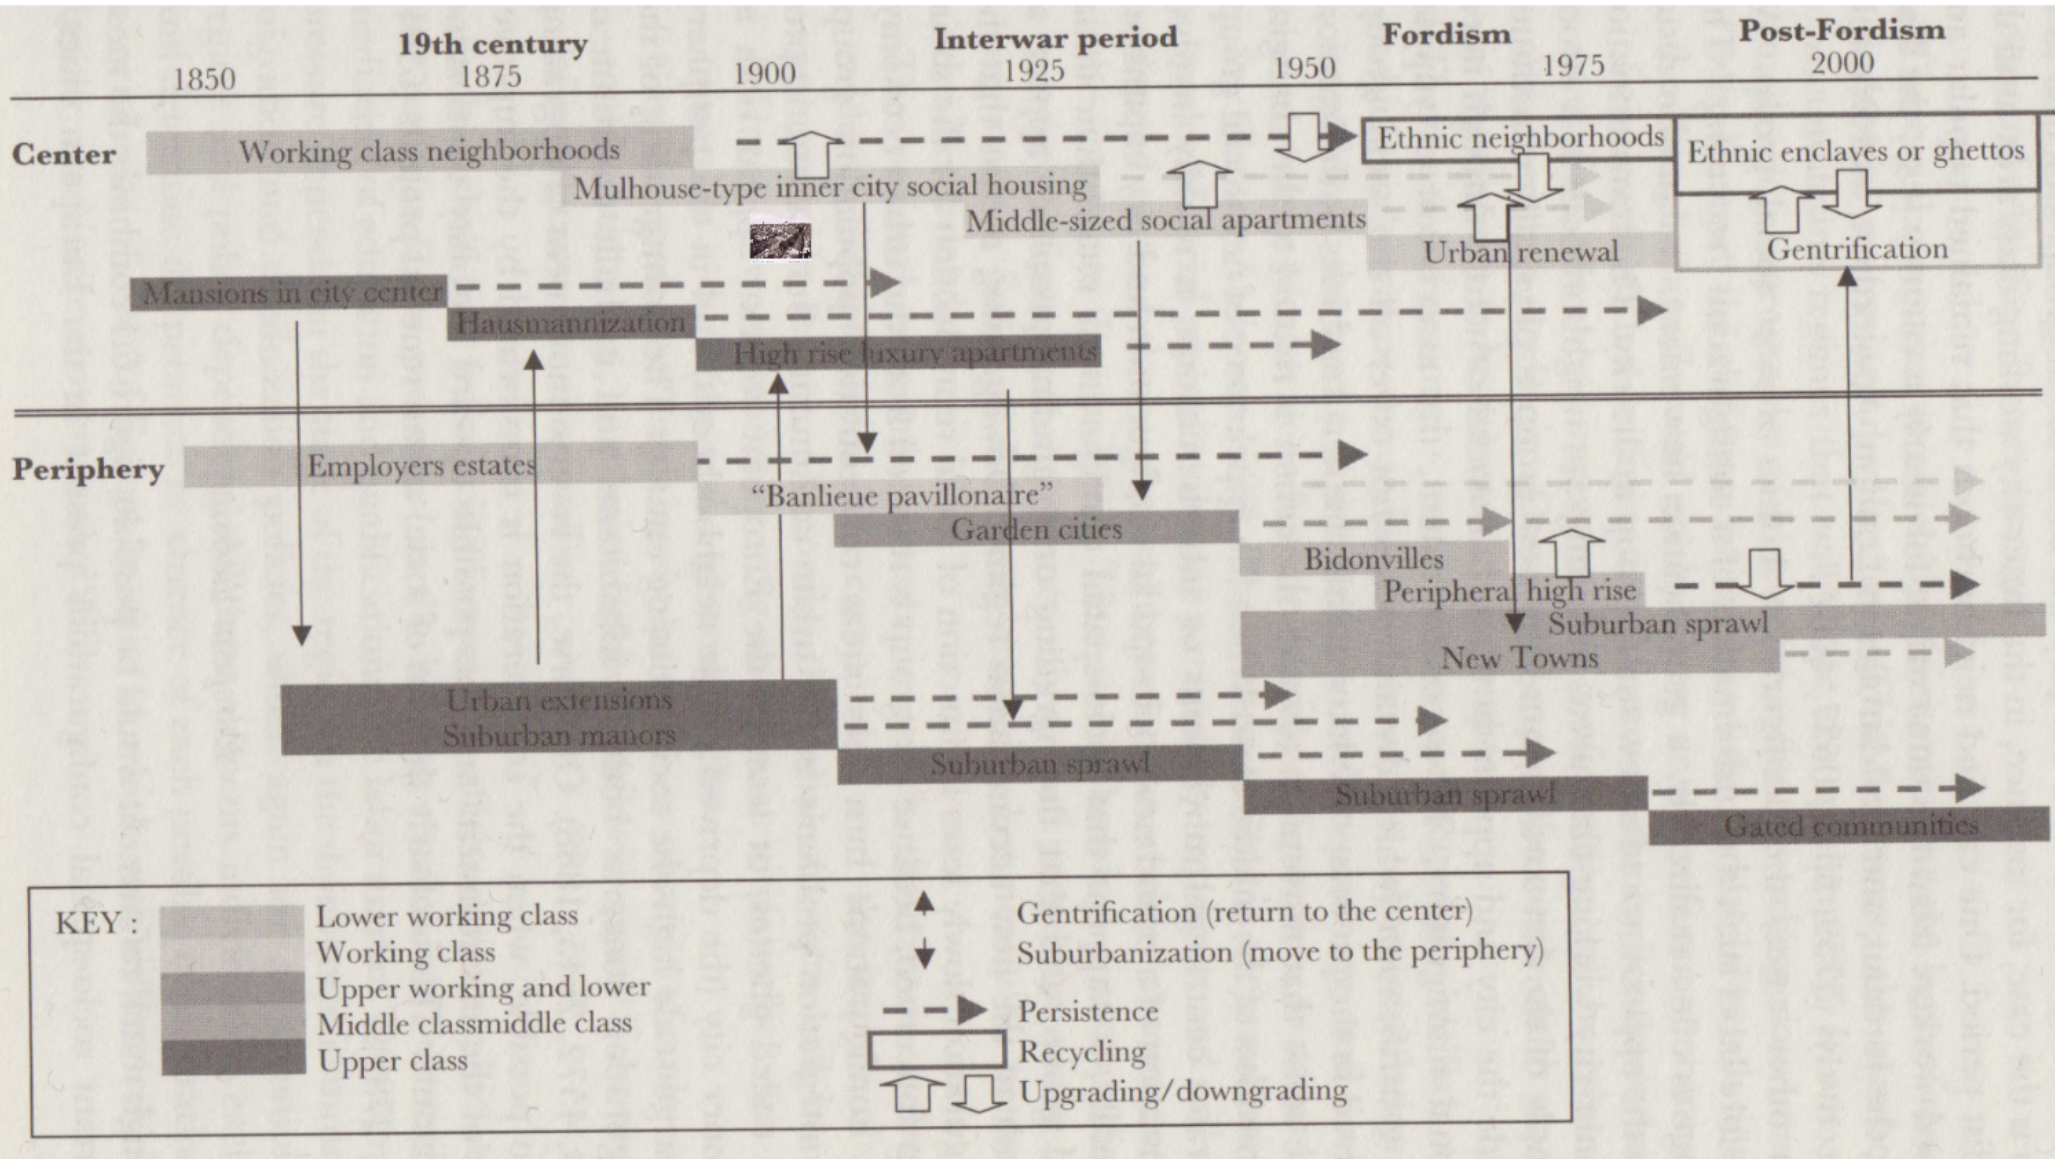 19th century Interwar period Fordism Post-Fordism
1850 1875 1900 1925 1950 1975 2000
Center
Working class neighborhoods
Ethnic neighborhoods
Ethnic enclaves or ghettos
Mulhouse-type inner city social housing
Middle-sized social apartments
Urban renewal
Gentrification
Mansions in city center
Hausmannization
High rise luxury apartments
Periphery
Employers estates
“Banlieue pavillonaire”
Garden cities
Bidonvilles
Peripheral high rise
Suburban sprawl
New Towns
Urban extensions
Suburban manors
Suburban sprawl
Suburban sprawl
Gated communities
KEY :
Lower working class
Working class
Upper working and lower
Middle classmiddle class
Upper class
Gentrification (return to the center)
Suburbanization (move to the periphery)
Persistence
Recycling
Upgrading/downgrading